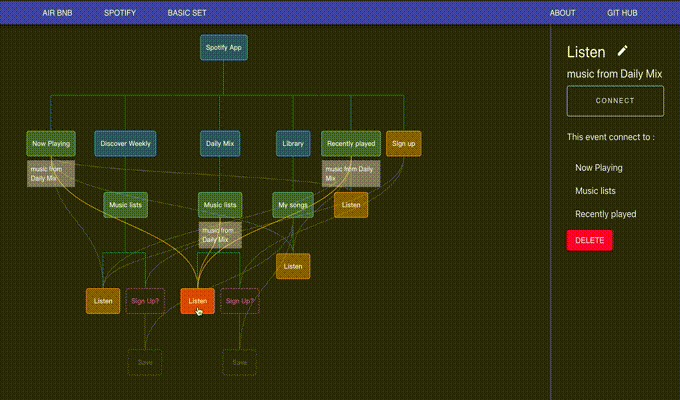 AIR BNB SPOTIFY BASIC SET ABOUT GIT HUB
Spotify App
Now Playing Discover Weekly Daily Mix Library Recently played Sign up
music from
Daily Mix
music from Daily
Mix
Music lists Music lists My songs Listen
music from
Daily Mix
Listen
Listen Sign Up? Listen Sign Up?
Save Save
Listen
music from Daily Mix
CONNECT
This event connect to :
Now Playing
Music lists
Recently played
DELETE